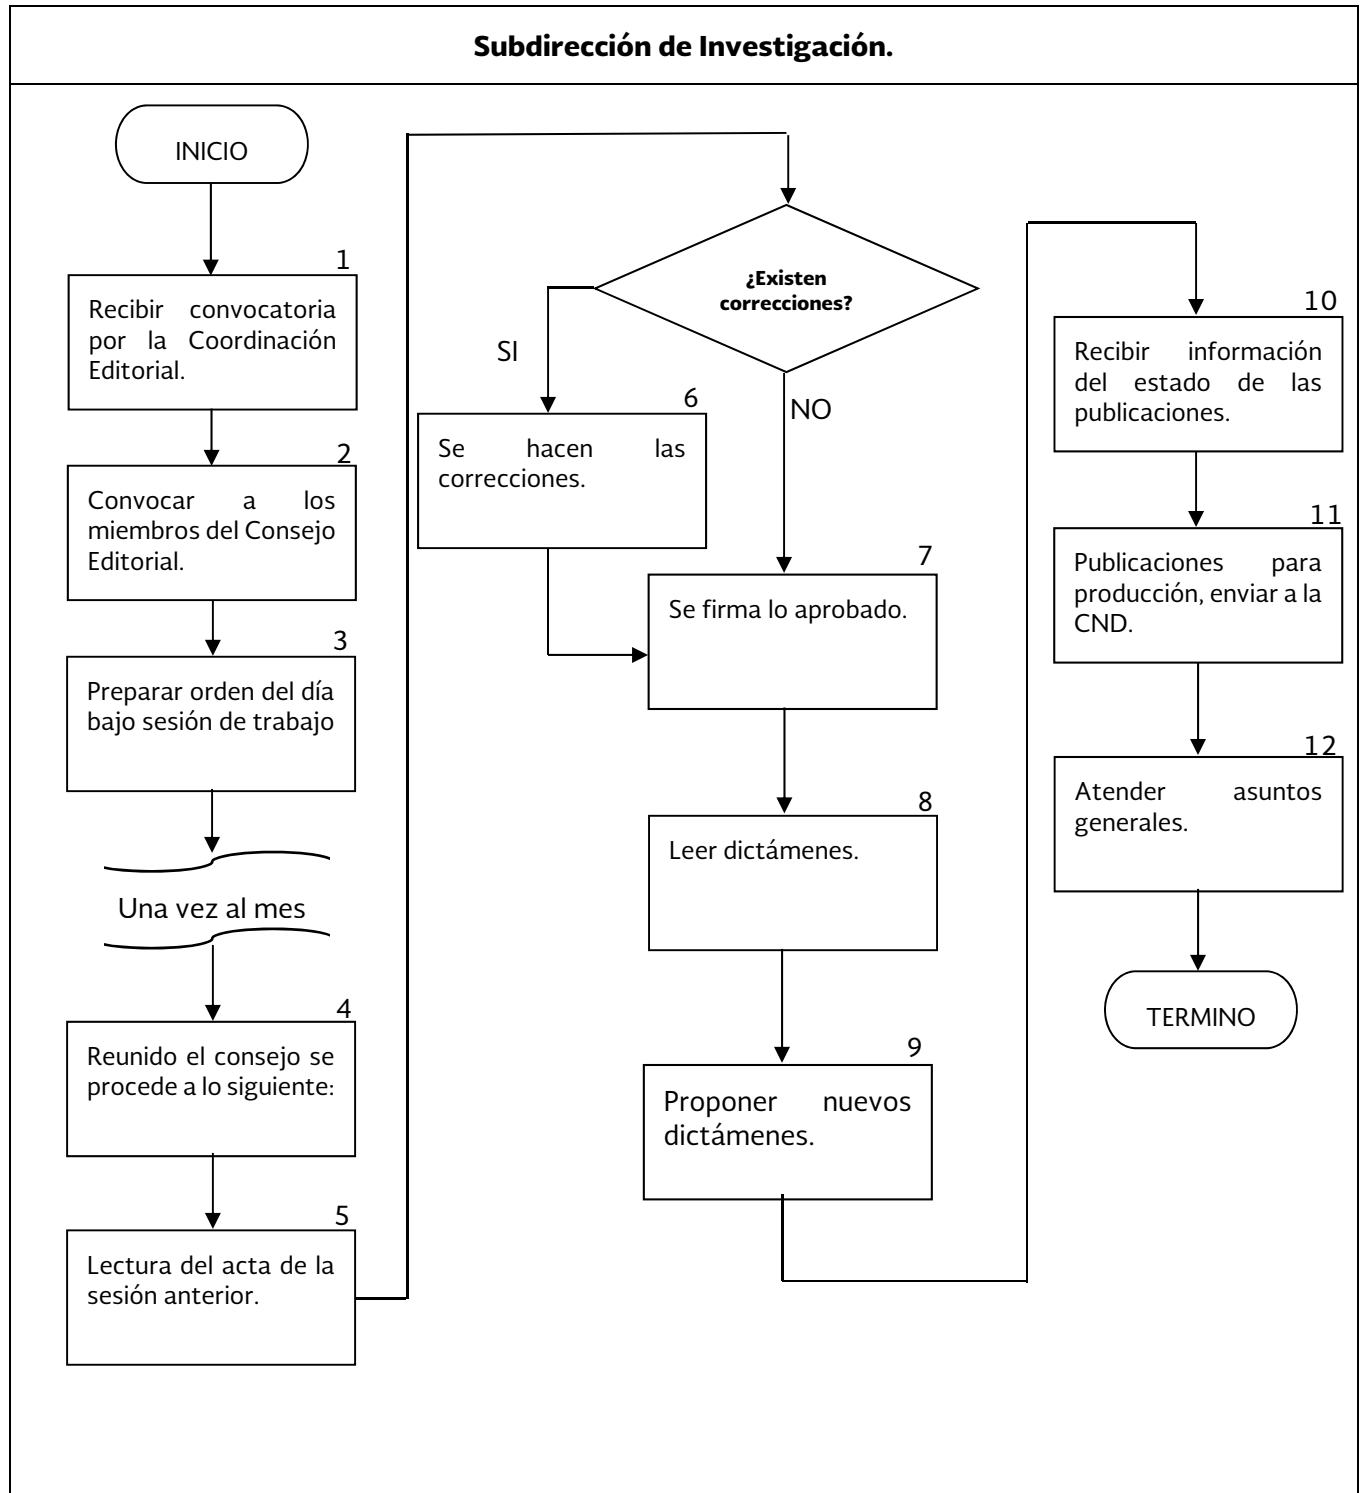 Subdirección de Investigación.
INICIO
1
Recibir convocatoria
por la Coordinación
Editorial.
2
Convocar a los
miembros del Consejo
Editorial.
3
Preparar orden del día
bajo sesión de trabajo
Una vez al mes
4
Reunido el consejo se
procede a lo siguiente:
5
Lectura del acta de la
sesión anterior.
¿Existen
correcciones?
SI
NO
6
Se hacen las
correcciones.
7
Se firma lo aprobado.
8
Leer dictámenes.
9
Proponer nuevos
dictámenes.
10
Recibir información
del estado de las
publicaciones.
11
Publicaciones para
producción, enviar a la
CND.
12
Atender asuntos
generales.
TERMINO